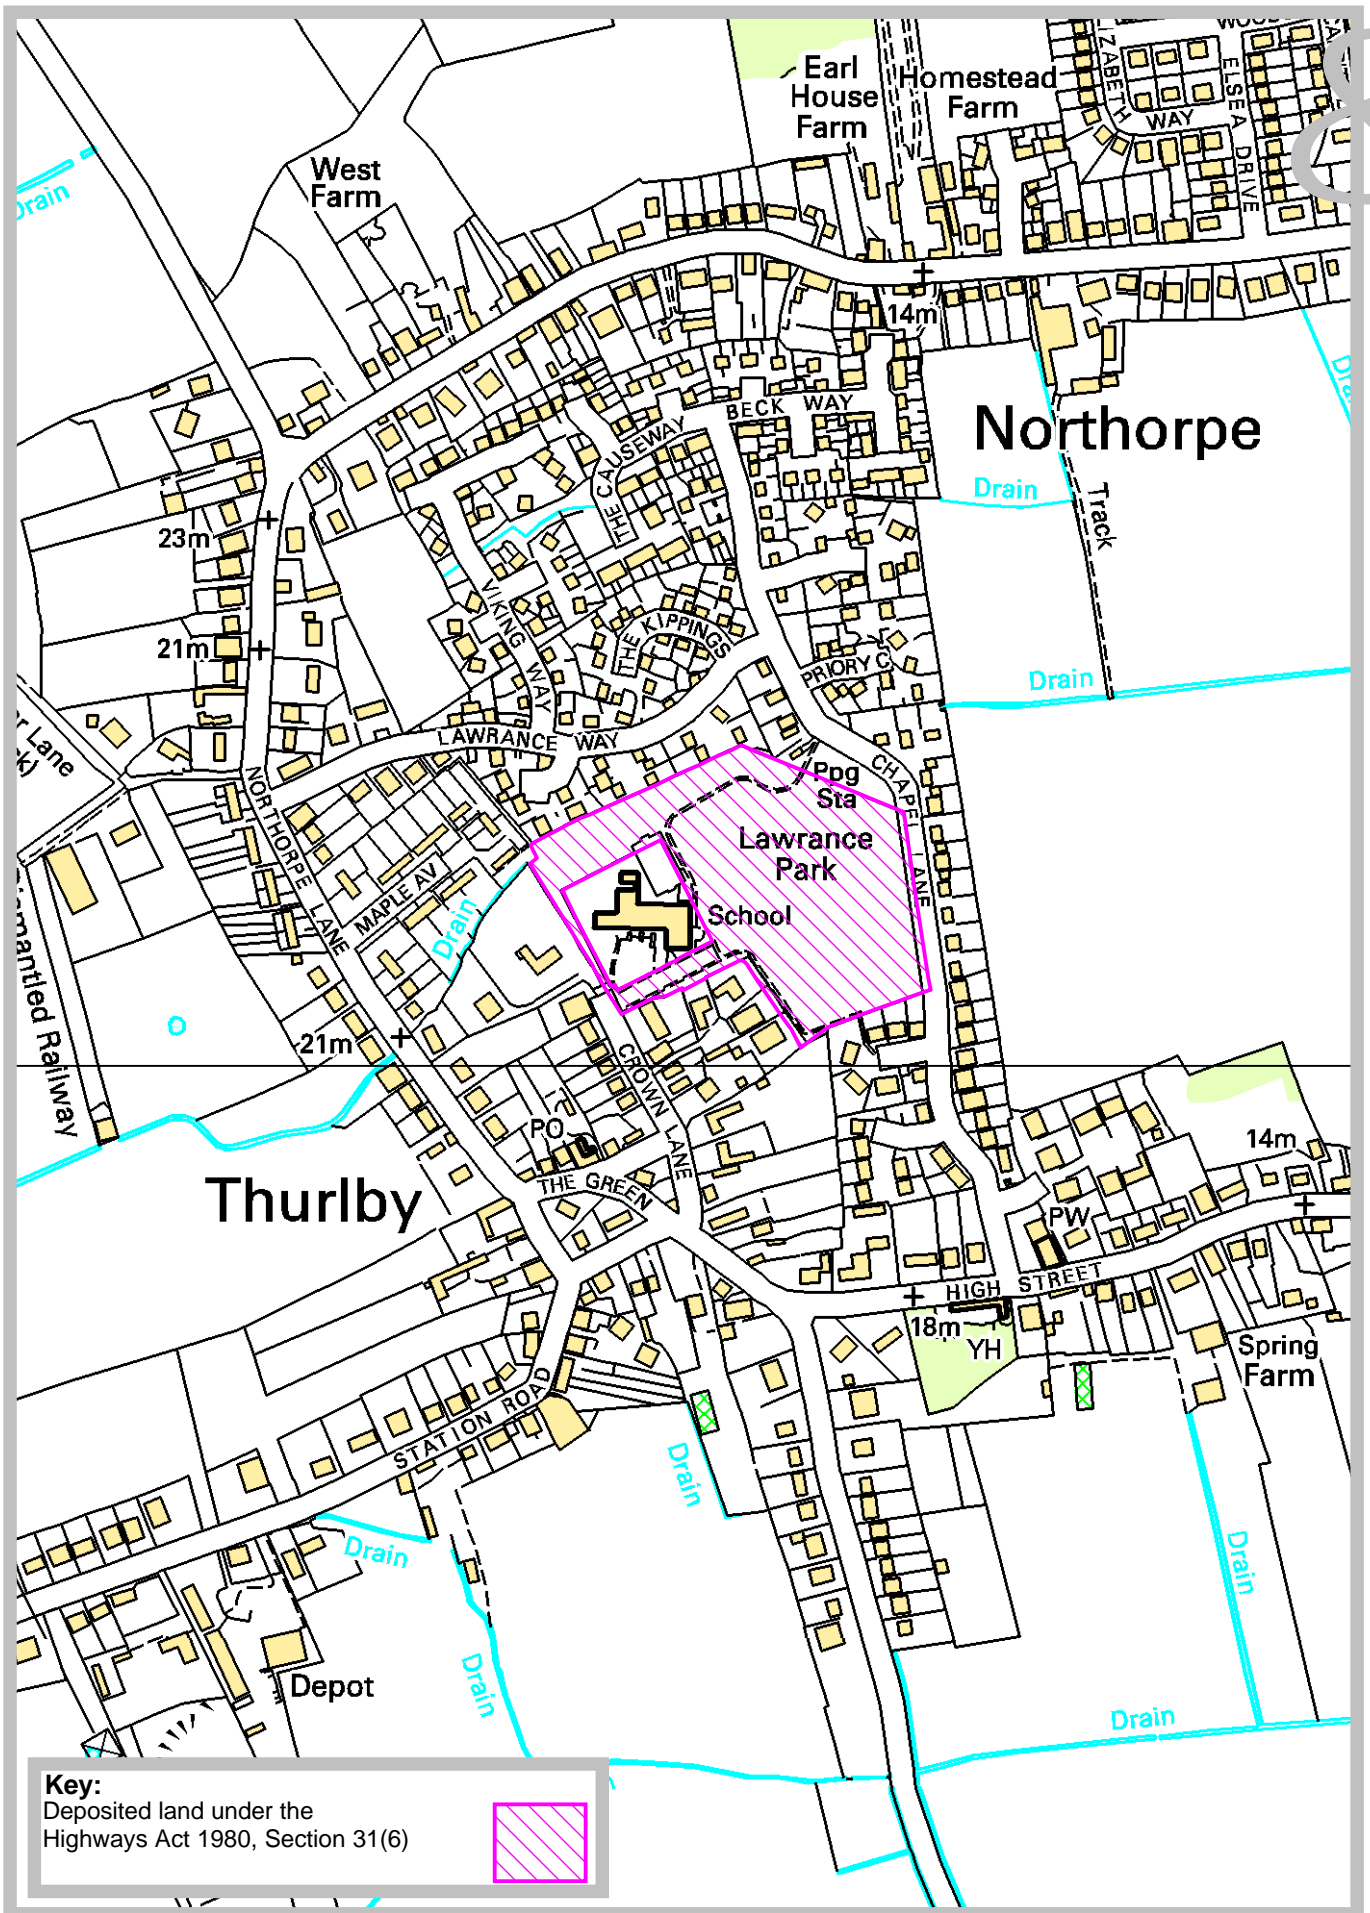 Earl
House
Farm
Homestead
Farm
ELSEA DRIVE
WAY
West
Farm
Drain
14m
BECK WAY
Northorpe
THE CAUSEWAY
Drain
Track
23m
VIKING WAY
THE KIPPINGS
21m
PRIORY
Drain
LAWRANCE WAY
Lane
NORTHORPE LANE
Ppg
Sta
CHAPEL LANE
Lawrance
Park
MAPLE AV
School
Drain
Dismantled Railway
21m
CROWN LANE
PO
14m
THE GREEN
Thurlby
PW
HIGH STREET
18m
YH
Spring
Farm
STATION ROAD
Drain
Drain
Drain
Drain
Depot
Drain
Key:
Deposited land under the
Highways Act 1980, Section 31(6)